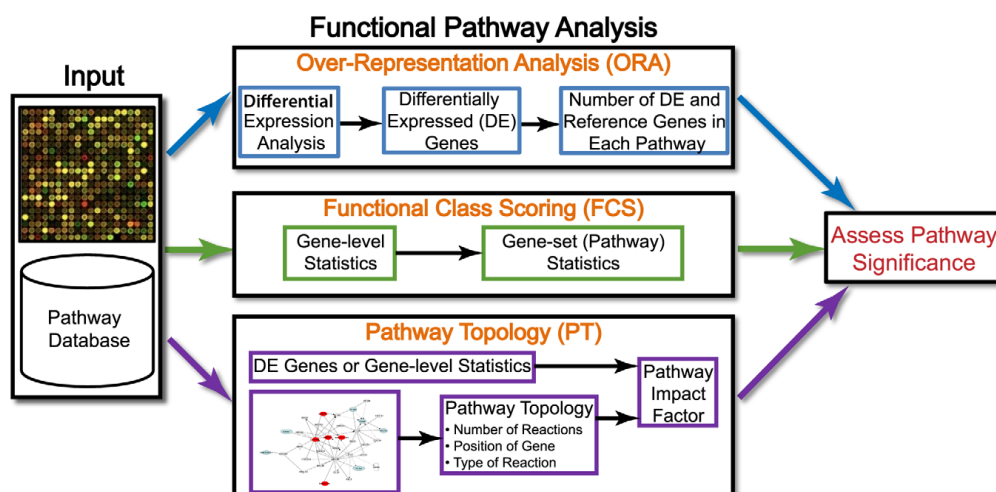 Functional Pathway Analysis
Input
Pathway
Database
Over-Representation Analysis (ORA)
Differential
Expression
Analysis
Differentially
Expressed (DE)
Genes
Number of DE and
Reference Genes in
Each Pathway
Functional Class Scoring (FCS)
Gene-level
Statistics
Gene-set (Pathway)
Statistics
Pathway Topology (PT)
DE Genes or Gene-level Statistics
Pathway Topology
• Number of Reactions
• Position of Gene
• Type of Reaction
Pathway
Impact
Factor
Assess Pathway
Significance